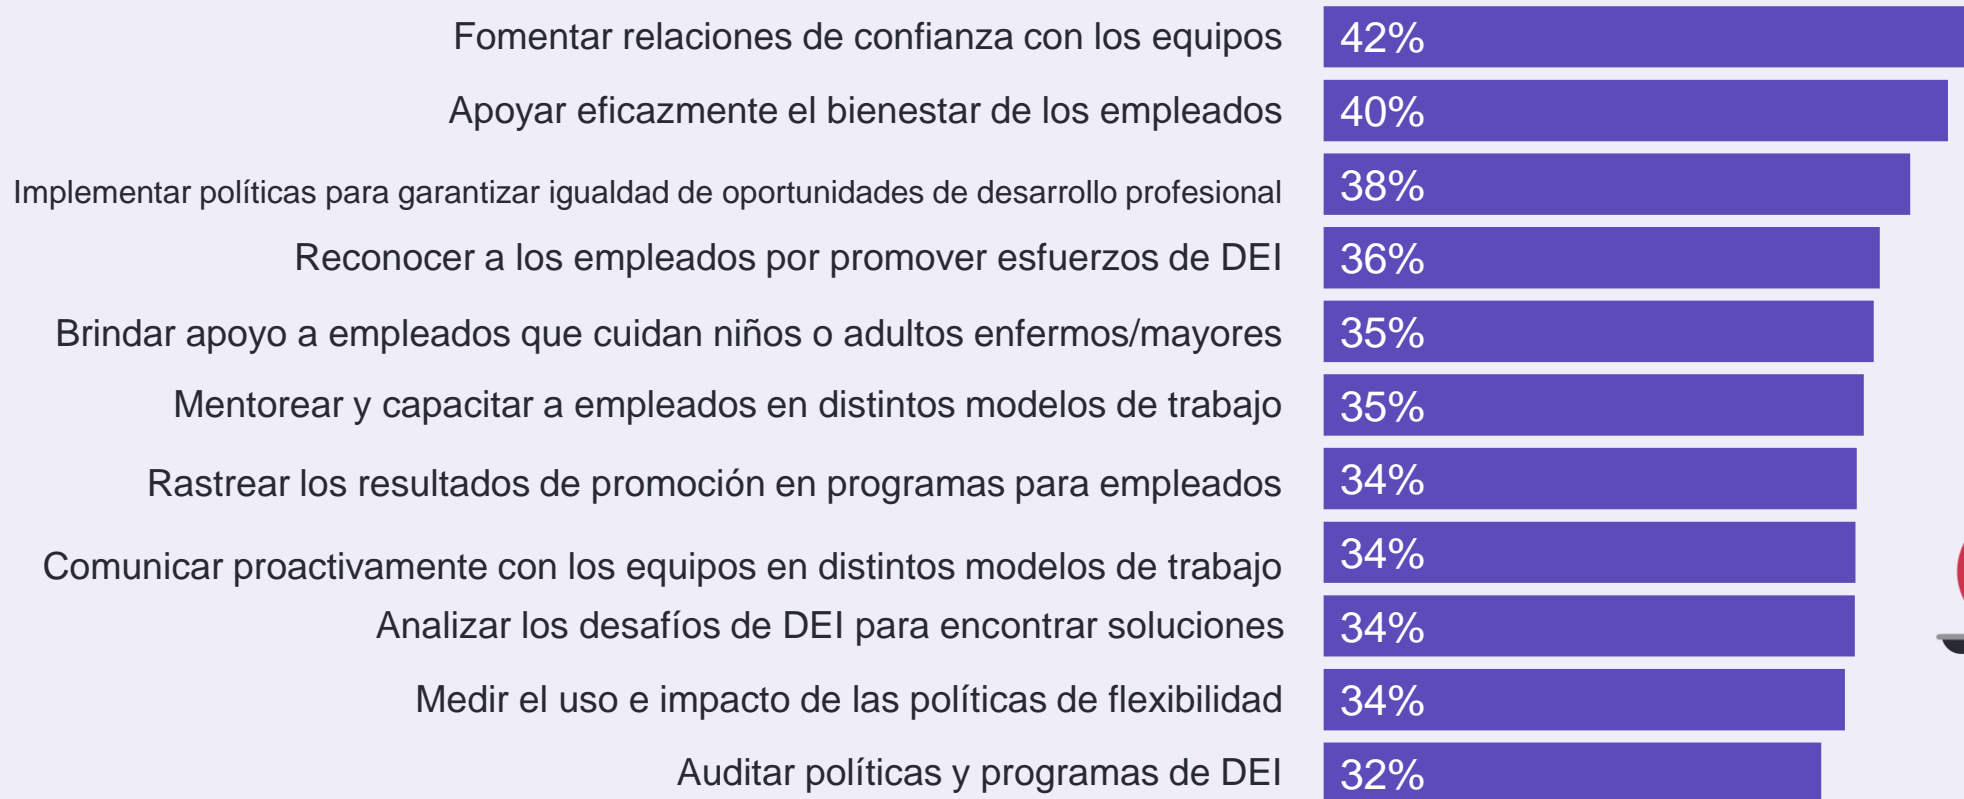 Fomentar relaciones de confianza con los equipos 42%
Apoyar eficazmente el bienestar de los empleados 40%
Implementar políticas para garantizar igualdad de oportunidades de desarrollo profesional 38%
Reconocer a los empleados por promover esfuerzos de DEI 36%
Brindar apoyo a empleados que cuidan niños o adultos enfermos/mayores 35%
Mentorear y capacitar a empleados en distintos modelos de trabajo 35%
Rastrear los resultados de promoción en programas para empleados 34%
Comunicar proactivamente con los equipos en distintos modelos de trabajo 34%
Analizar los desafíos de DEI para encontrar soluciones 34%
Medir el uso e impacto de las políticas de flexibilidad 34%
Auditar políticas y programas de DEI 32%